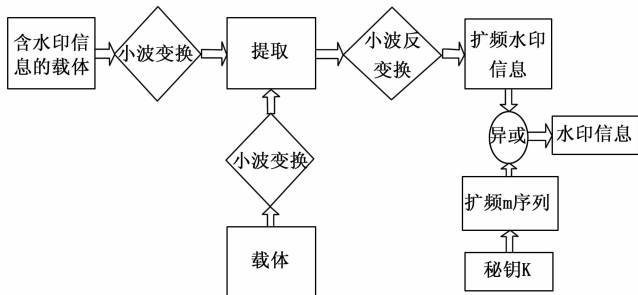 含水印信
息的载体
小波变换
提取
小波反
变换
扩频水印
信息
小波变换
异或
水印信息
载体
扩频m序列
秘钥K